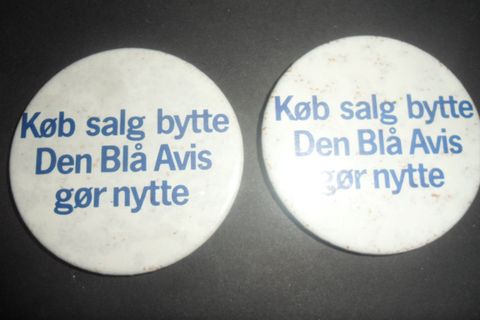 Køb salg bytte
Den Blå Avis
gør nytte
Køb salg bytte
Den Blå Avis
gør nytte